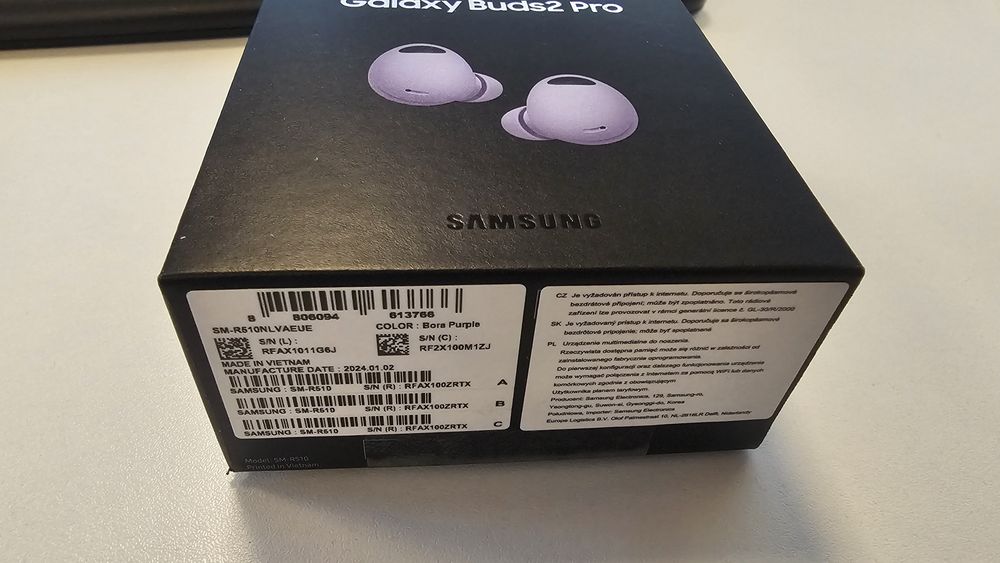 Galaxy Buds2 Pro
SAMSUNG
8 806094 613766
SM-R510NLVAEUE
COLOR : Bora Purple
S/N (L) :
RFAX1011G6J
S/N (C) :
RF2X100M1ZJ
MADE IN VIETNAM
MANUFACTURE DATE : 2024.01.02
SAMSUNG : SM-R510 S/N (R) : RFAX100ZRTX A
SAMSUNG : SM-R510 S/N (R) : RFAX100ZRTX B
SAMSUNG : SM-R510 S/N (R) : RFAX100ZRTX C
Model: SM-R510
Printed in Vietnam
CZ Je vyžadován přístup k internetu. Doporučuje se širokopásmové
bezdrátové připojení; může být zpoplatněno. Toto rádiové
zařízení lze provozovat v rámci generální licence č. GL-30/R/2000
SK Je vyžadovaný prístup k internetu. Doporučuje sa širokopásmové
bezdrôtové pripojenie; môže byť spoplatnené
PL Urządzenie multimedialne do noszenia.
Rzeczywista dostępna pamięć może się różnić w zależności od
zainstalowanego fabrycznie oprogramowania.
Do pierwszej konfiguracji oraz dalszego funkcjonowania urządzenia
może wymagać połączenia z Internetem za pomocą WiFi lub danych
komórkowych zgodnie z obowiązującym
Użytkownika planem taryfowym.
Producent: Samsung Electronics, 129, Samsung-ro,
Yeongtong-gu, Suwon-si, Gyeonggi-do, Korea
Południowa, Importer: Samsung Electronics
Europe Logistics B.V. Olof Palmestraat 10, NL-2616LR Delft, Niderlandy